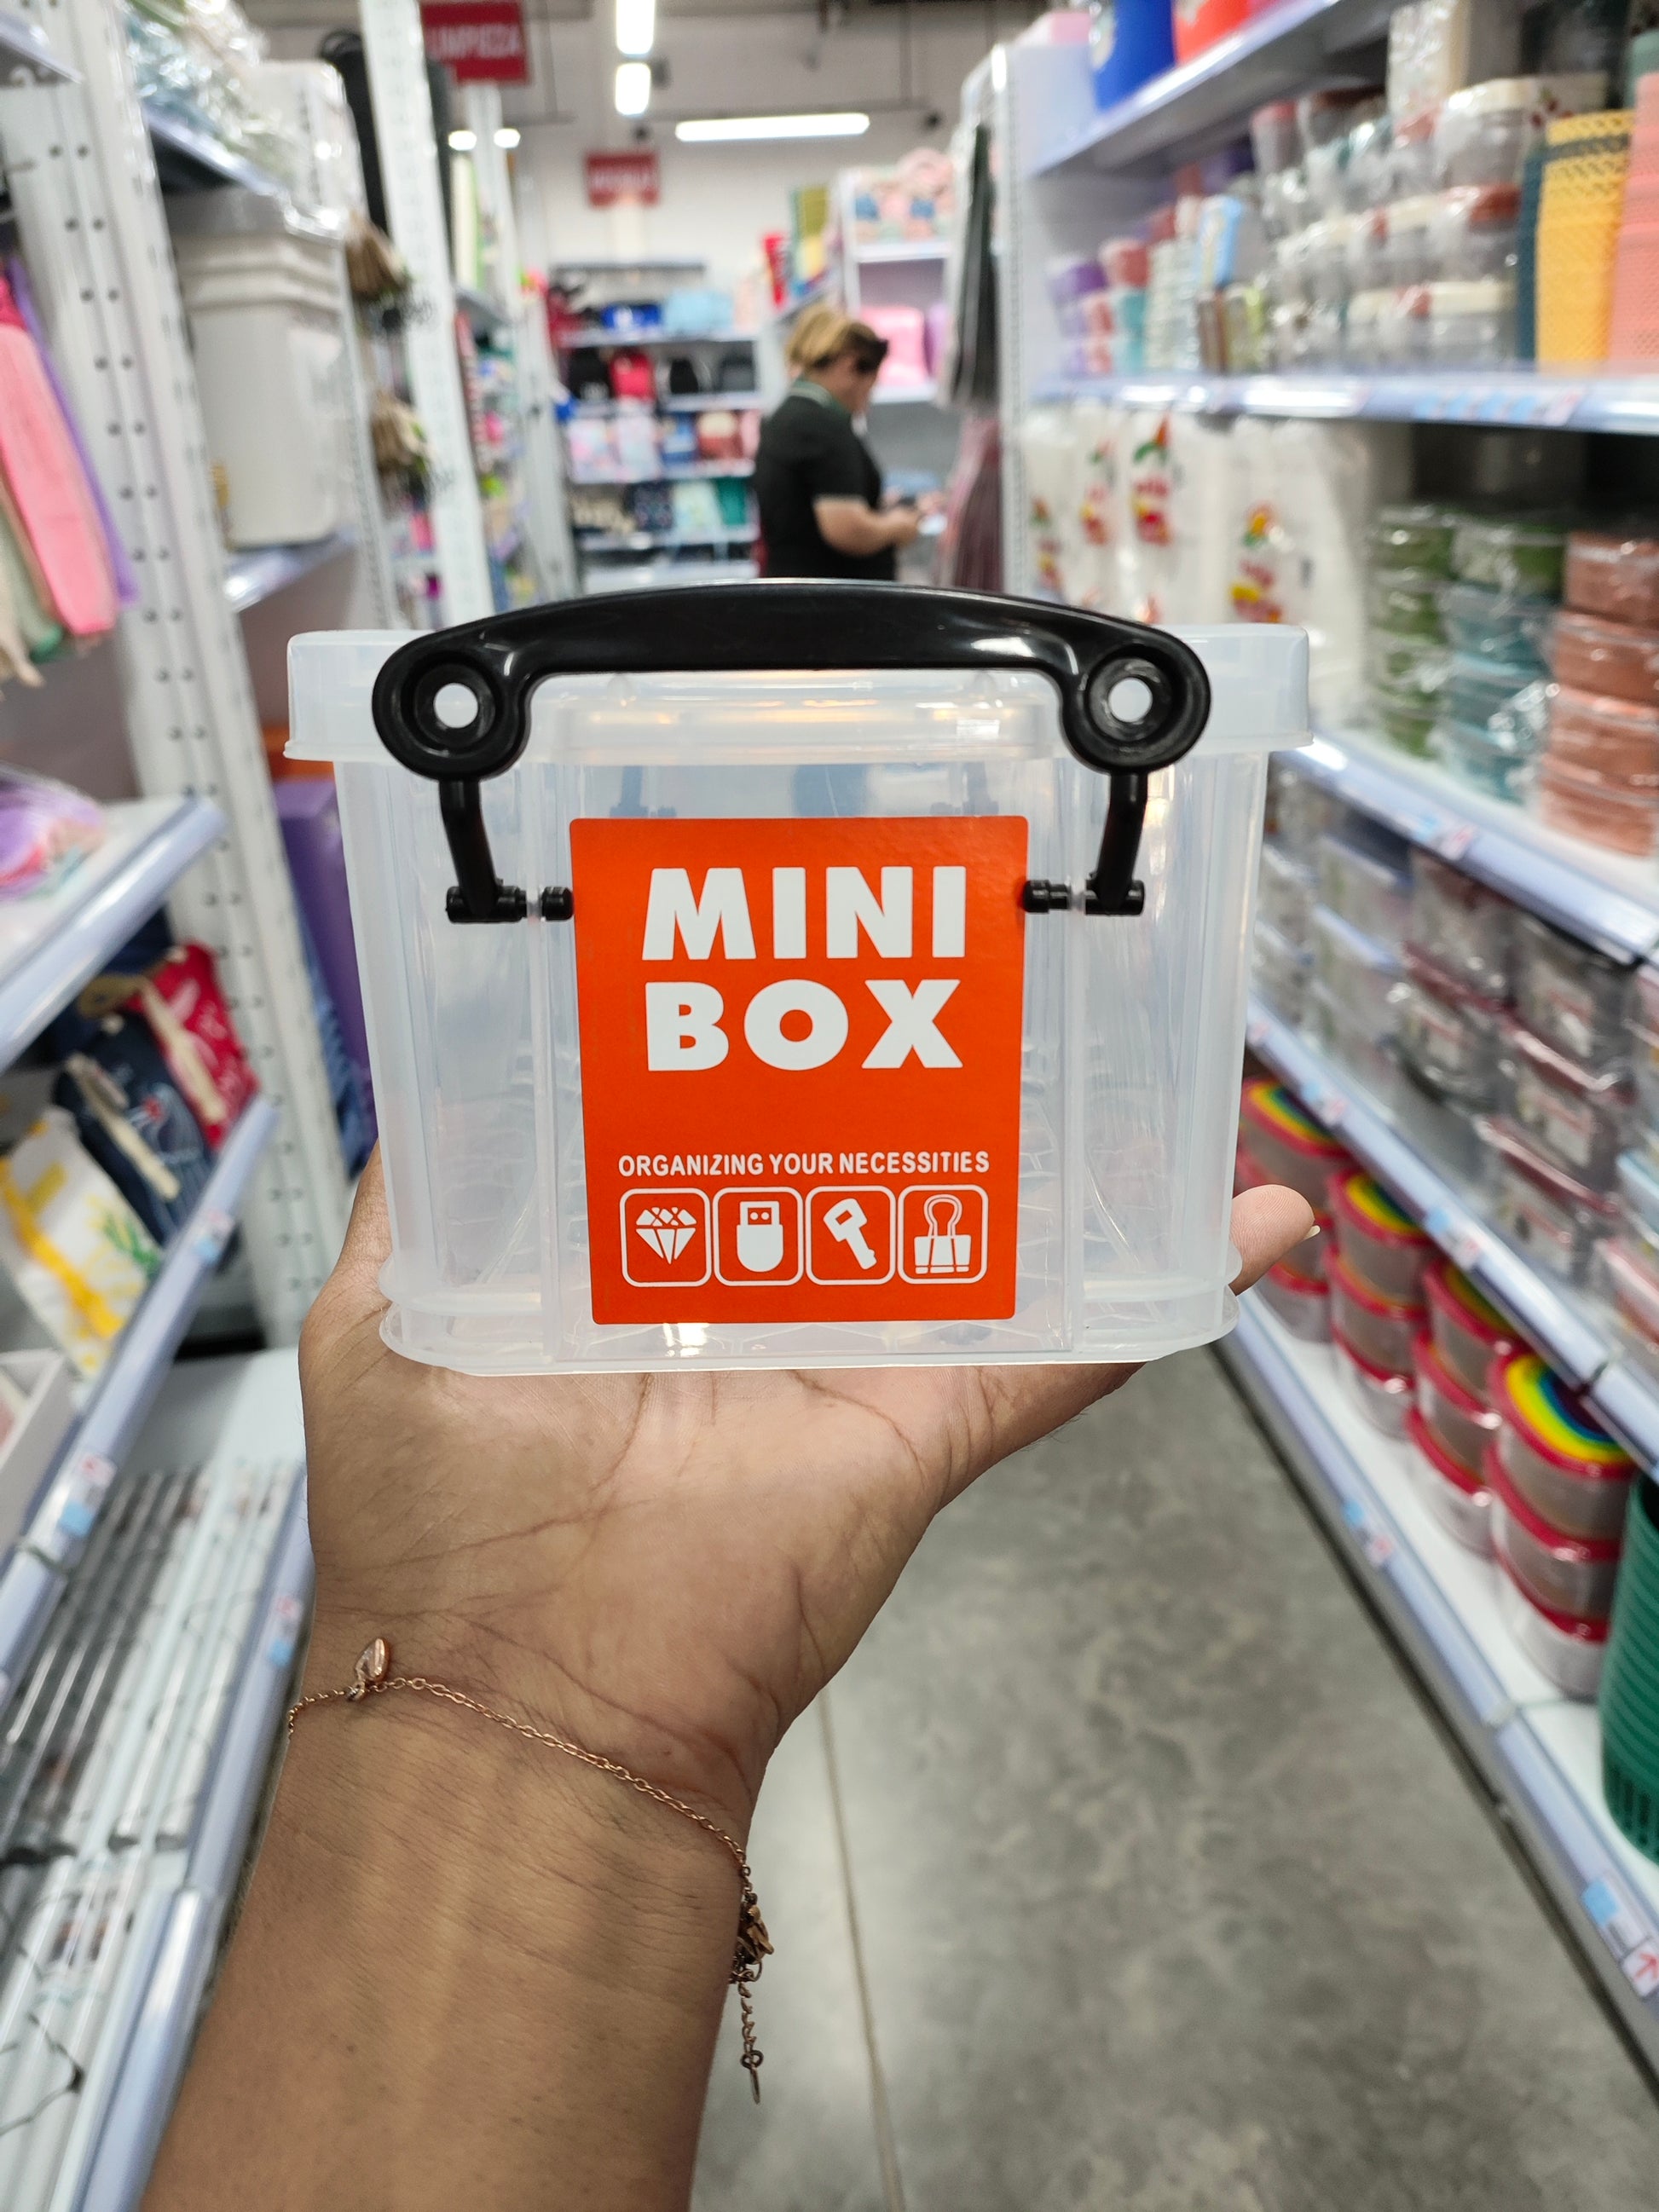 LIMPIEZA
MINI
BOX
ORGANIZING YOUR NECESSITIES